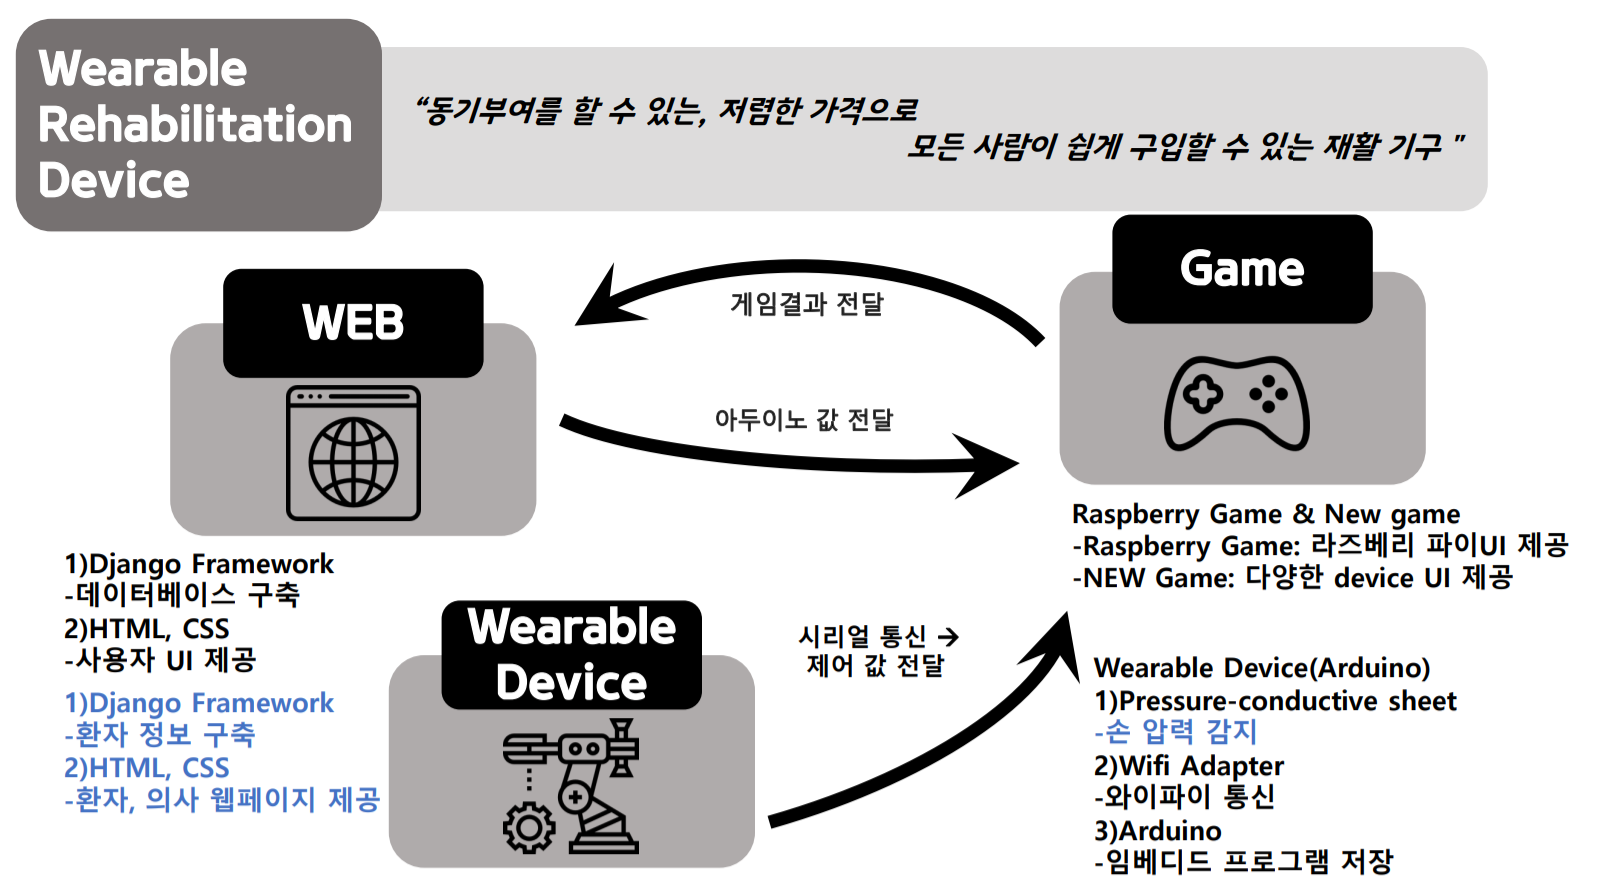 Wearable
Rehabilitation
Device
“동기부여를 할 수 있는, 저렴한 가격으로
모든 사람이 쉽게 구입할 수 있는 재활 기구 "
Game
WEB
게임결과 전달
아두이노 값 전달
Raspberry Game & New game
-Raspberry Game: 라즈베리 파이UI 제공
-NEW Game: 다양한 device UI 제공
1)Django Framework
-데이터베이스 구축
2)HTML, CSS
-사용자 UI 제공
1)Django Framework
-환자 정보 구축
2)HTML, CSS
-환자, 의사 웹페이지 제공
Wearable
Device
시리얼 통신 →
제어 값 전달
Wearable Device(Arduino)
1)Pressure-conductive sheet
-손 압력 감지
2)Wifi Adapter
-와이파이 통신
3)Arduino
-임베디드 프로그램 저장